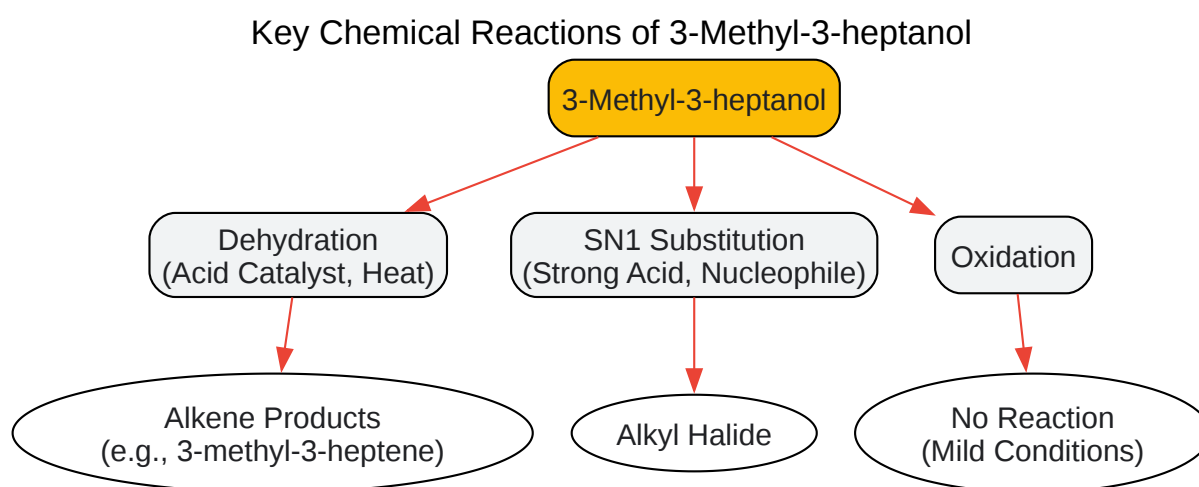 Key Chemical Reactions of 3-Methyl-3-heptanol
3-Methyl-3-heptanol
Dehydration
(Acid Catalyst, Heat)
SN1 Substitution
(Strong Acid, Nucleophile)
Oxidation
Alkene Products
(e.g., 3-methyl-3-heptene)
Alkyl Halide
No Reaction
(Mild Conditions)